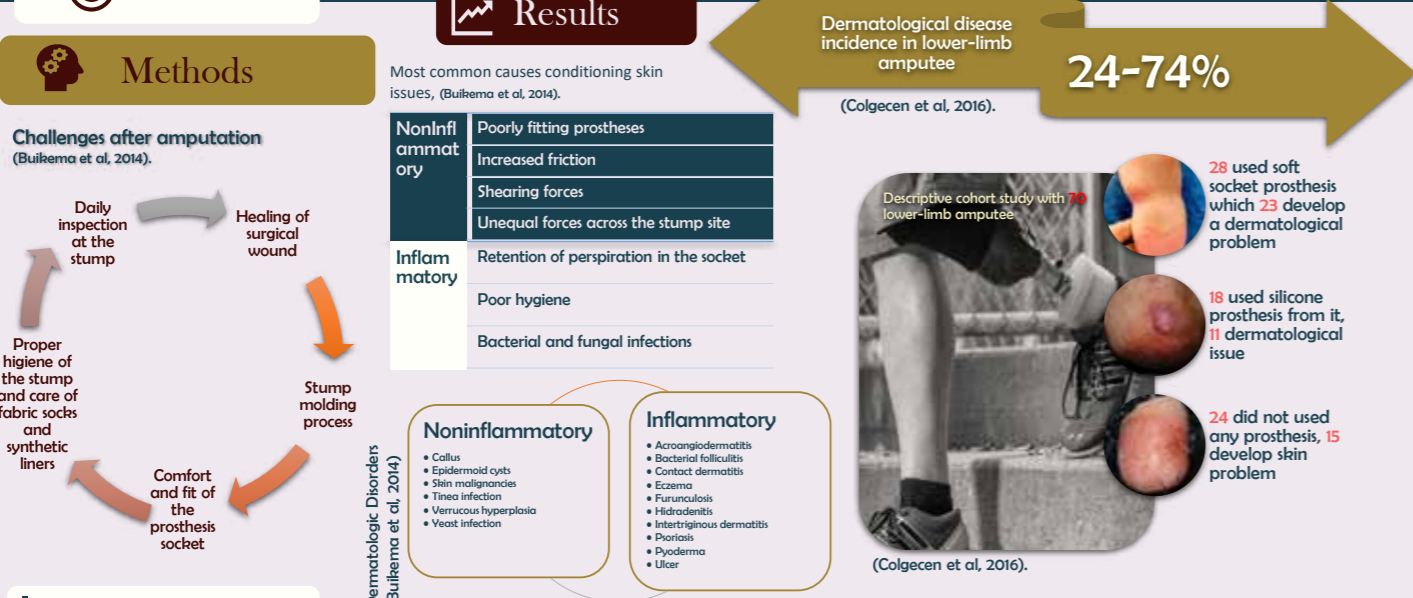 Methods
Challenges after amputation
(Buikema et al, 2014).
Daily
inspection
at the
stump
Healing of
surgical
wound
Stump
molding
process
Comfort
and fit of
the
prosthesis
socket
Proper
higiene of
the stump
and care of
fabric socks
and
synthetic
liners
Results
Most common causes conditioning skin
issues, (Buikema et al, 2014).
NonInfl
ammat
ory
Poorly fitting prostheses
Increased friction
Shearing forces
Unequal forces across the stump site
Inflam
matory
Retention of perspiration in the socket
Poor hygiene
Bacterial and fungal infections
Dermatologic Disorders
(Buikema et al, 2014)
Noninflammatory
• Callus
• Epidermoid cysts
• Skin malignancies
• Tinea infection
• Verrucous hyperplasia
• Yeast infection
Inflammatory
• Acroangiodermatitis
• Bacterial folliculitis
• Contact dermatitis
• Eczema
• Furunculosis
• Hidradenitis
• Intertriginous dermatitis
• Psoriasis
• Pyoderma
• Ulcer
Dermatological disease
incidence in lower-limb
amputee
24-74%
(Colgecen et al, 2016).
Descriptive cohort study with 70
lower-limb amputee
28 used soft
socket prosthesis
which 23 develop
a dermatological
problem
18 used silicone
prosthesis from it,
11 dermatological
issue
24 did not used
any prosthesis, 15
develop skin
problem
(Colgecen et al, 2016).